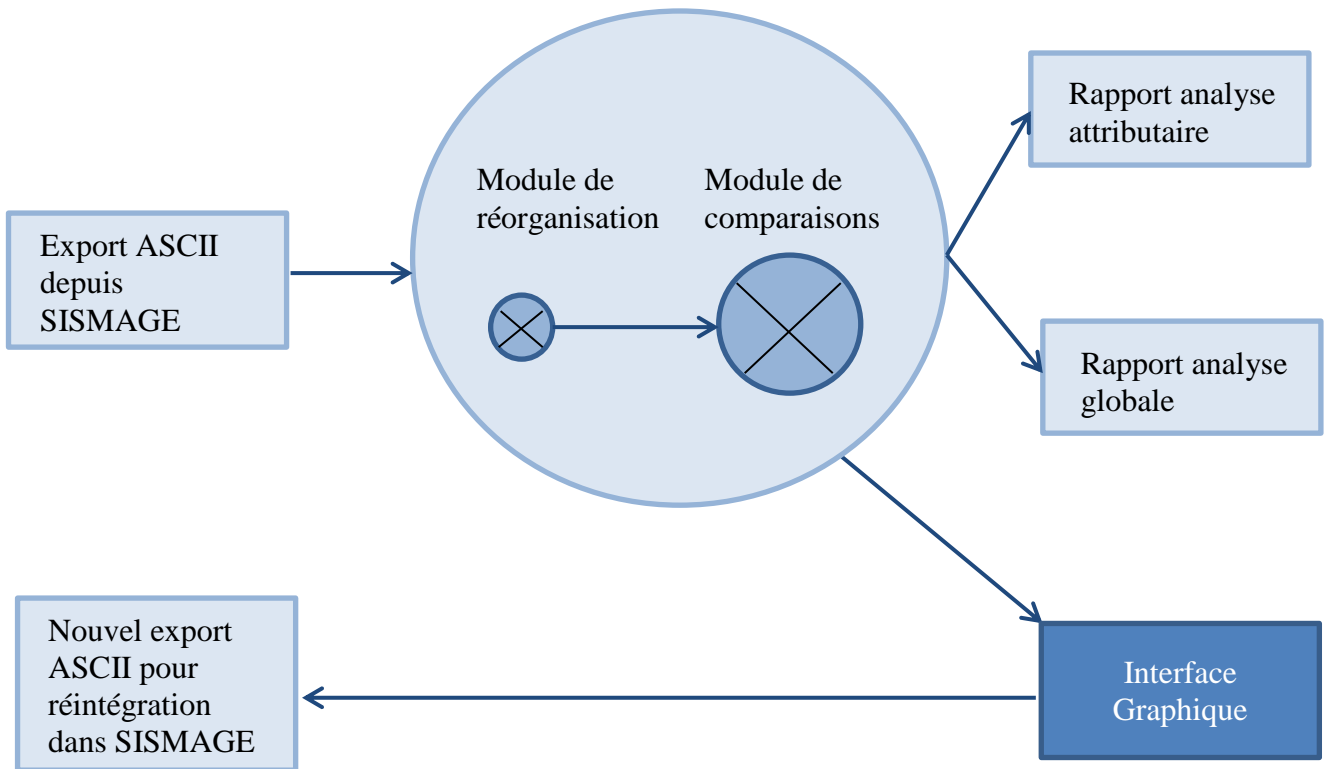 Export ASCII
depuis
SISMAGE
Module de
réorganisation
Module de
comparaisons
Rapport analyse
attributaire
Rapport analyse
globale
Nouvel export
ASCII pour
réintégration
dans SISMAGE
Interface
Graphique